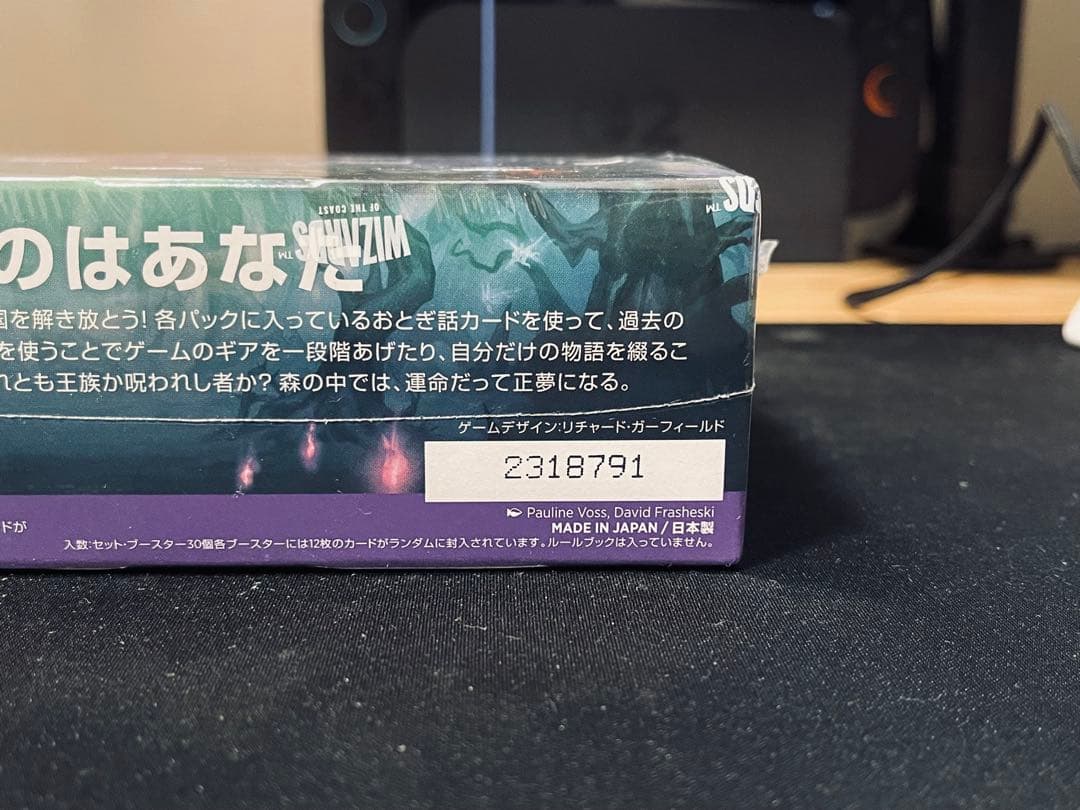 WIZARDS™
OF THE COAST
DS™
のはあなた
国を解き放とう! 各パックに入っているおとぎ話カードを使って、過去の
を使うことでゲームのギアを一段階あげたり、自分だけの物語を綴るこ
れとも王族か呪われし者か? 森の中では、運命だって正夢になる。
ゲームデザイン:リチャード・ガーフィールド
2318791
Pauline Voss, David Frasheski
MADE IN JAPAN / 日本製
ドが
入数:セット・ブースター30個各ブースターには12枚のカードがランダムに封入されています。ルールブックは入っていません。